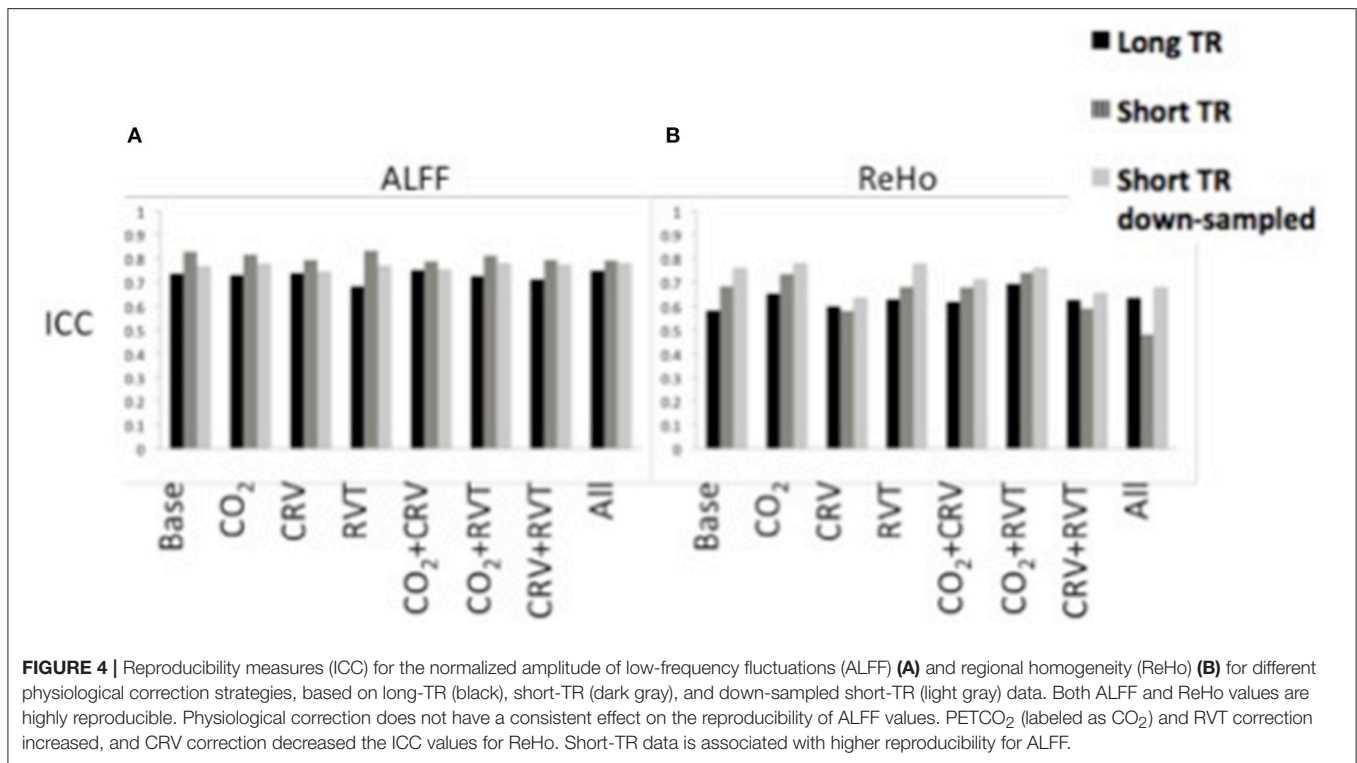 Long TR
Short TR
Short TR
down-sampled
A
B
ALFF
ReHo
ICC
1
0.9
0.8
0.7
0.6
0.5
0.4
0.3
0.2
0.1
0
1
0.9
0.8
0.7
0.6
0.5
0.4
0.3
0.2
0.1
0
Base
CO₂
CRV
RVT
CO₂+CRV
CO₂+RVT
CRV+RVT
All
Base
CO₂
CRV
RVT
CO₂+CRV
CO₂+RVT
CRV+RVT
All
FIGURE 4 | Reproducibility measures (ICC) for the normalized amplitude of low-frequency fluctuations (ALFF) (A) and regional homogeneity (ReHo) (B) for different
physiological correction strategies, based on long-TR (black), short-TR (dark gray), and down-sampled short-TR (light gray) data. Both ALFF and ReHo values are
highly reproducible. Physiological correction does not have a consistent effect on the reproducibility of ALFF values. PETCO₂ (labeled as CO₂) and RVT correction
increased, and CRV correction decreased the ICC values for ReHo. Short-TR data is associated with higher reproducibility for ALFF.